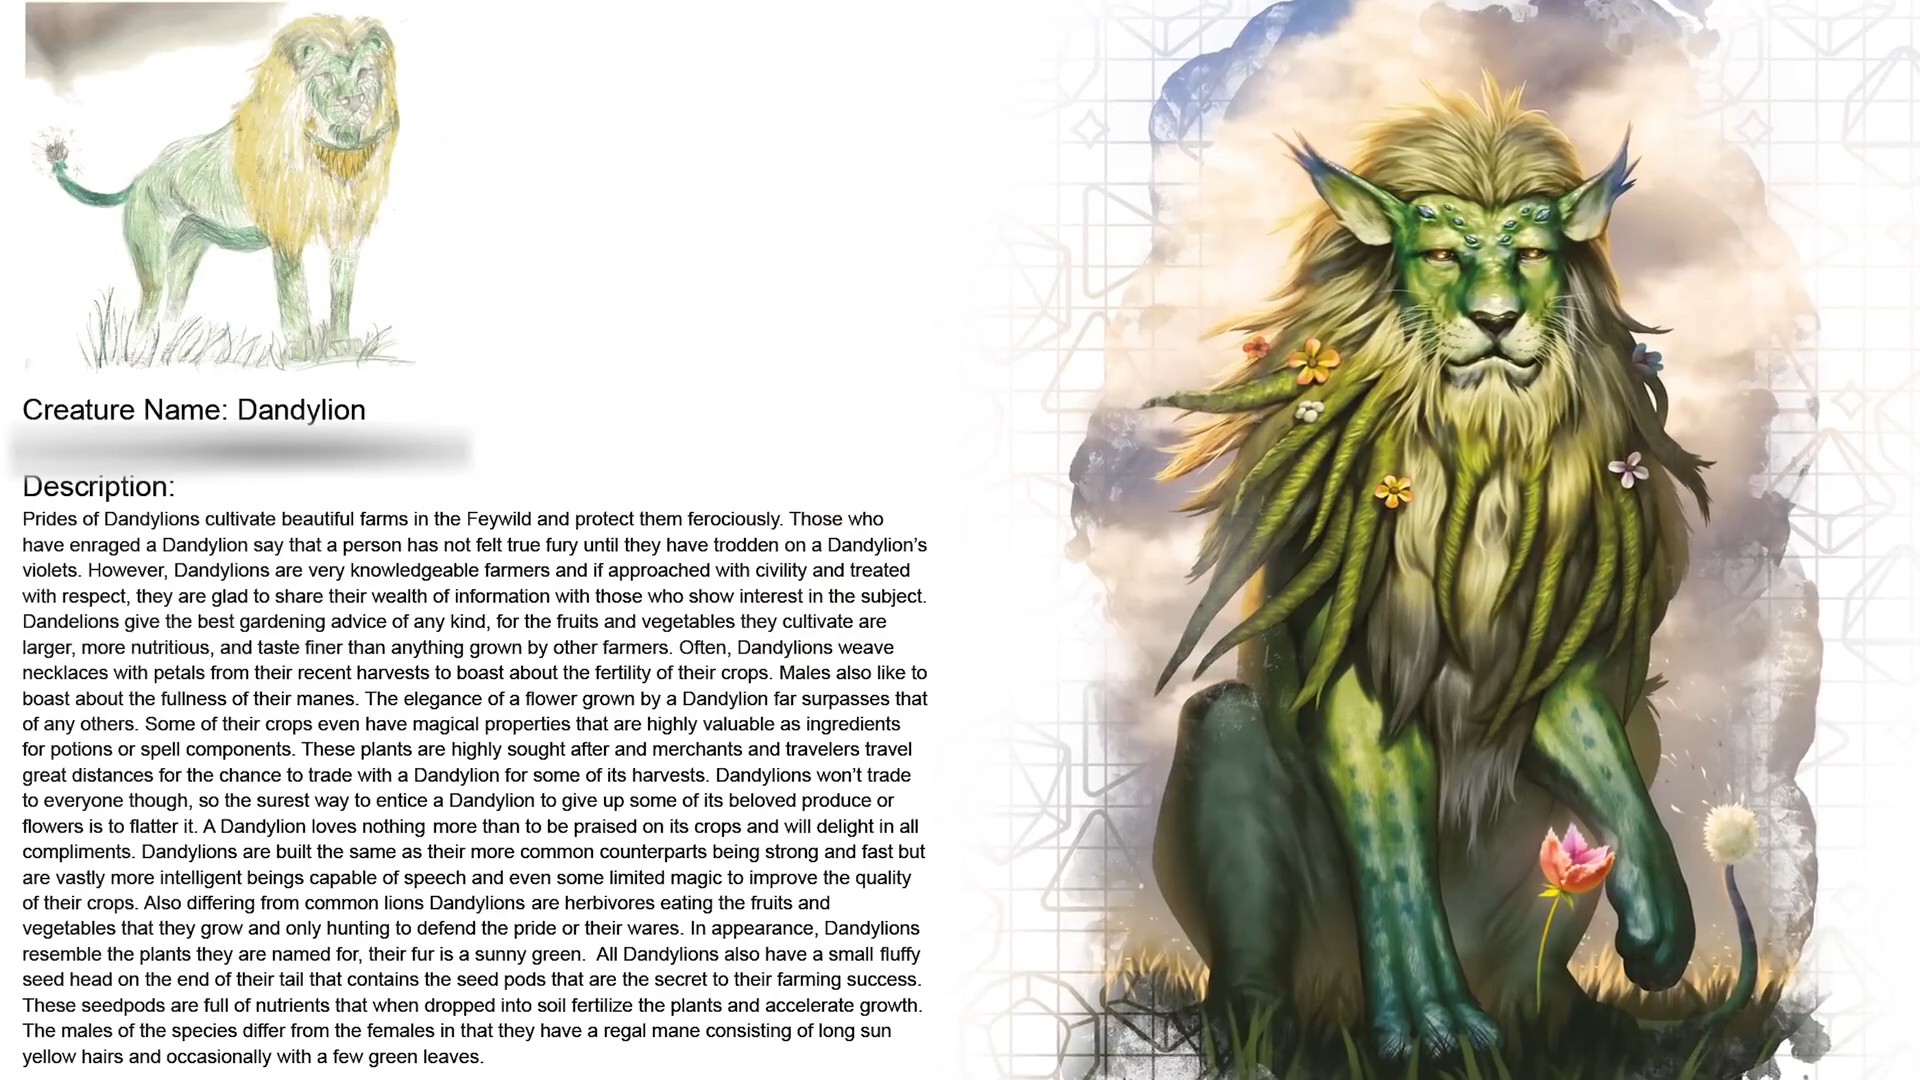 Creature Name: Dandylion
Description:
Prides of Dandylions cultivate beautiful farms in the Feywild and protect them ferociously. Those who
have enraged a Dandylion say that a person has not felt true fury until they have trodden on a Dandylion’s
violets. However, Dandylions are very knowledgeable farmers and if approached with civility and treated
with respect, they are glad to share their wealth of information with those who show interest in the subject.
Dandelions give the best gardening advice of any kind, for the fruits and vegetables they cultivate are
larger, more nutritious, and taste finer than anything grown by other farmers. Often, Dandylions weave
necklaces with petals from their recent harvests to boast about the fertility of their crops. Males also like to
boast about the fullness of their manes. The elegance of a flower grown by a Dandylion far surpasses that
of any others. Some of their crops even have magical properties that are highly valuable as ingredients
for potions or spell components. These plants are highly sought after and merchants and travelers travel
great distances for the chance to trade with a Dandylion for some of its harvests. Dandylions won’t trade
to everyone though, so the surest way to entice a Dandylion to give up some of its beloved produce or
flowers is to flatter it. A Dandylion loves nothing more than to be praised on its crops and will delight in all
compliments. Dandylions are built the same as their more common counterparts being strong and fast but
are vastly more intelligent beings capable of speech and even some limited magic to improve the quality
of their crops. Also differing from common lions Dandylions are herbivores eating the fruits and
vegetables that they grow and only hunting to defend the pride or their wares. In appearance, Dandylions
resemble the plants they are named for, their fur is a sunny green.  All Dandylions also have a small fluffy
seed head on the end of their tail that contains the seed pods that are the secret to their farming success.
These seedpods are full of nutrients that when dropped into soil fertilize the plants and accelerate growth.
The males of the species differ from the females in that they have a regal mane consisting of long sun
yellow hairs and occasionally with a few green leaves.